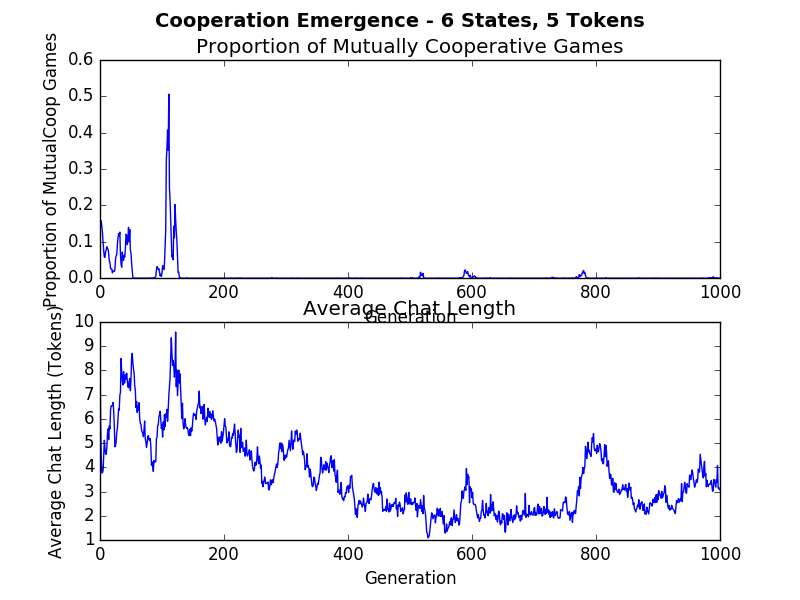 Cooperation Emergence - 6 States, 5 Tokens
Proportion of Mutually Cooperative Games
Proportion of MutualCoop Games
0.6
0.5
0.4
0.3
0.2
0.1
0.0
0 200 400 600 800 1000
Generation
Average Chat Length
Average Chat Length (Tokens)
10
9
8
7
6
5
4
3
2
1
0 200 400 600 800 1000
Generation